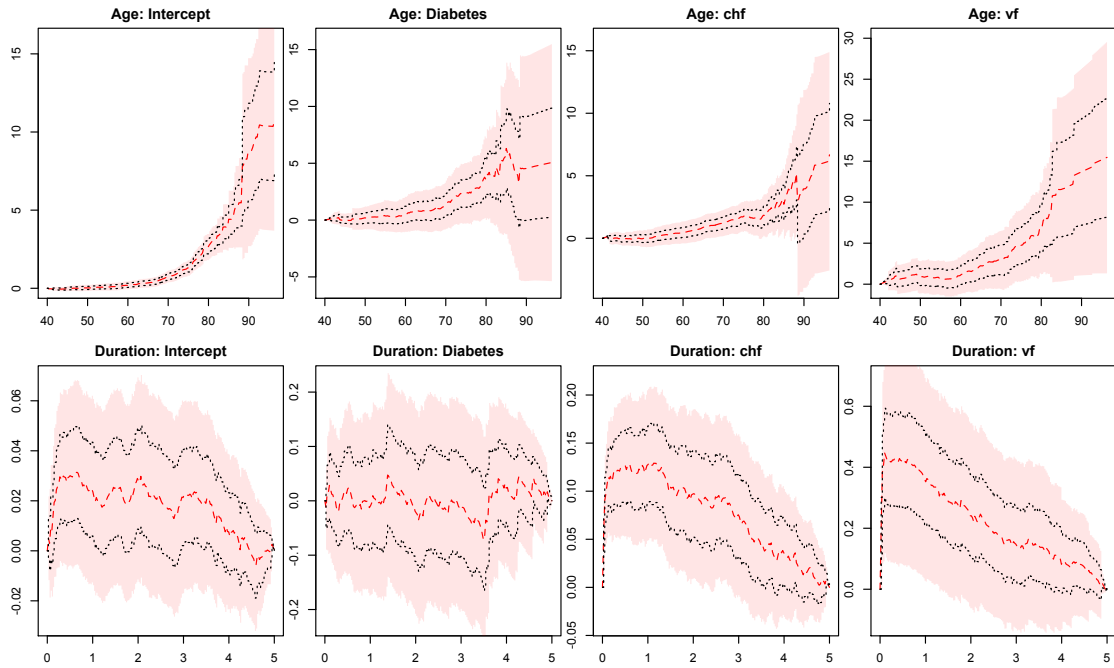 Age: Intercept
0 5 10 15
40 50 60 70 80 90
Age: Diabetes
-5 0 5 10 15
40 50 60 70 80 90
Age: chf
0 5 10 15
40 50 60 70 80 90
Age: vf
0 5 10 15 20 25 30
40 50 60 70 80 90
Duration: Intercept
-0.02 0.00 0.02 0.04 0.06
0 1 2 3 4 5
Duration: Diabetes
-0.2 -0.1 0.0 0.1 0.2
0 1 2 3 4 5
Duration: chf
-0.05 0.00 0.05 0.10 0.15 0.20
0 1 2 3 4 5
Duration: vf
0.0 0.2 0.4 0.6
0 1 2 3 4 5